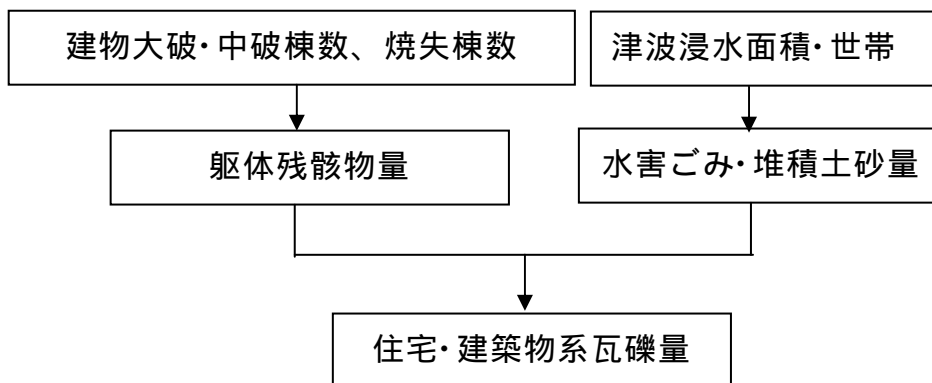 建物大破・中破棟数、焼失棟数
津波浸水面積・世帯
躯体残骸物量
水害ごみ・堆積土砂量
住宅・建築物系瓦礫量